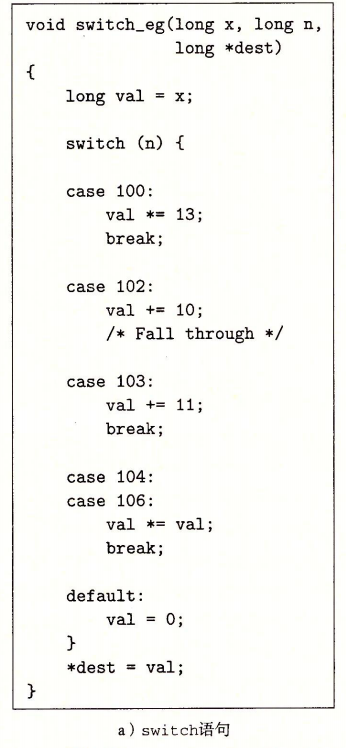 void switch_eg(long x, long n,
               long *dest)
{
    long val = x;

    switch (n) {

    case 100:
        val *= 13;
        break;

    case 102:
        val += 10;
        /* Fall through */

    case 103:
        val += 11;
        break;

    case 104:
    case 106:
        val *= val;
        break;

    default:
        val = 0;
    }
    *dest = val;
}
a）switch语句